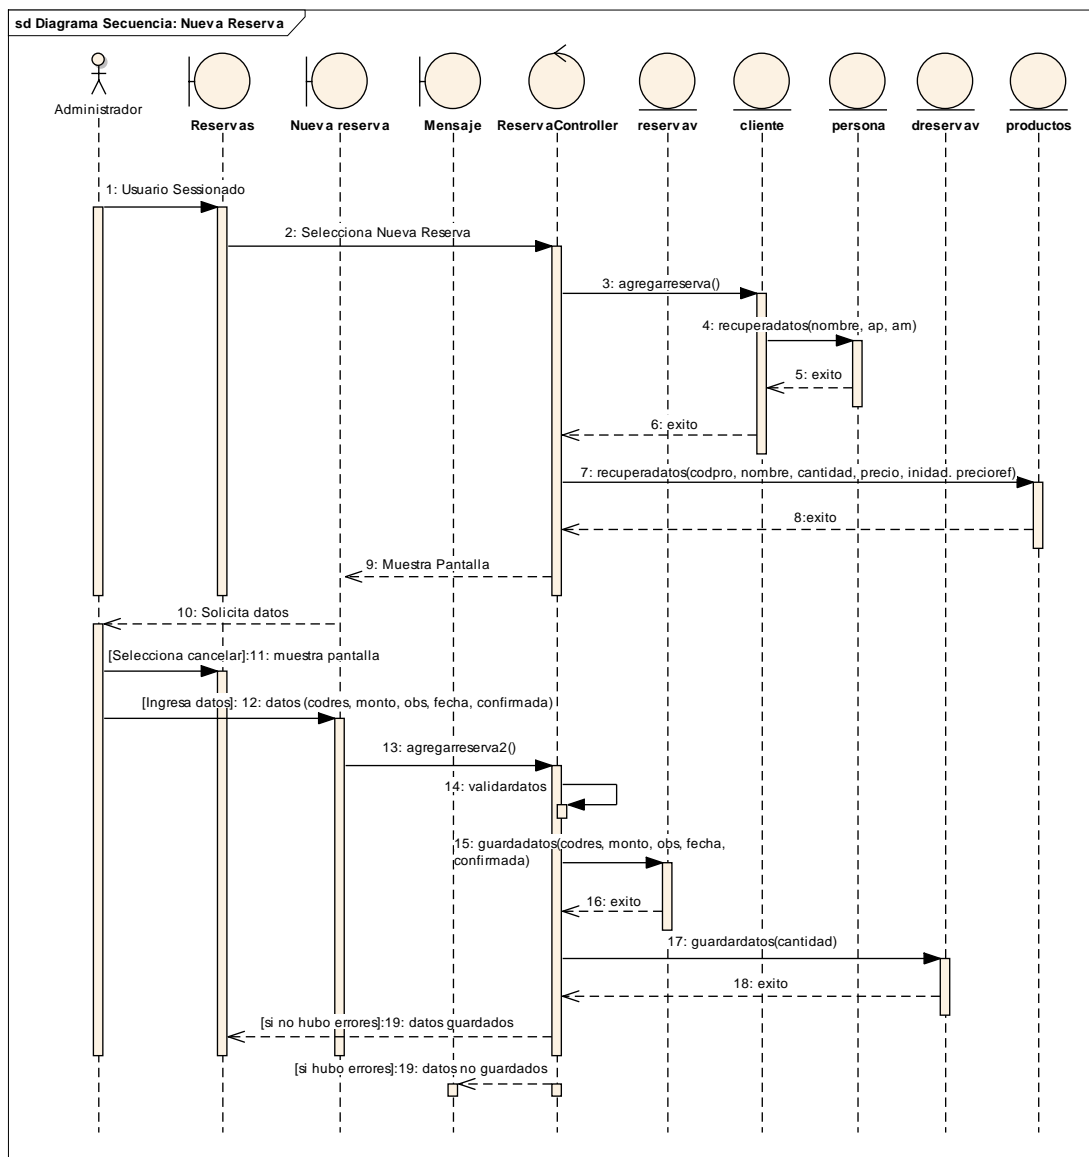 sd Diagrama Secuencia: Nueva Reserva
Administrador
Reservas
Nueva reserva
Mensaje
ReservaController
reservav
cliente
persona
dreservav
productos
1: Usuario Sessionado
2: Selecciona Nueva Reserva
3: agregarreserva()
4: recuperadatos(nombre, ap, am)
5: exito
6: exito
7: recuperadatos(codpro, nombre, cantidad, precio, inidad. precioref)
8:exito
9: Muestra Pantalla
10: Solicita datos
[Selecciona cancelar]:11: muestra pantalla
[Ingresa datos]: 12: datos (codres, monto, obs, fecha, confirmada)
13: agregarreserva2()
14: validardatos
15: guardadatos(codres, monto, obs, fecha,
confirmada)
16: exito
17: guardardatos(cantidad)
18: exito
[si no hubo errores]:19: datos guardados
[si hubo errores]:19: datos no guardados